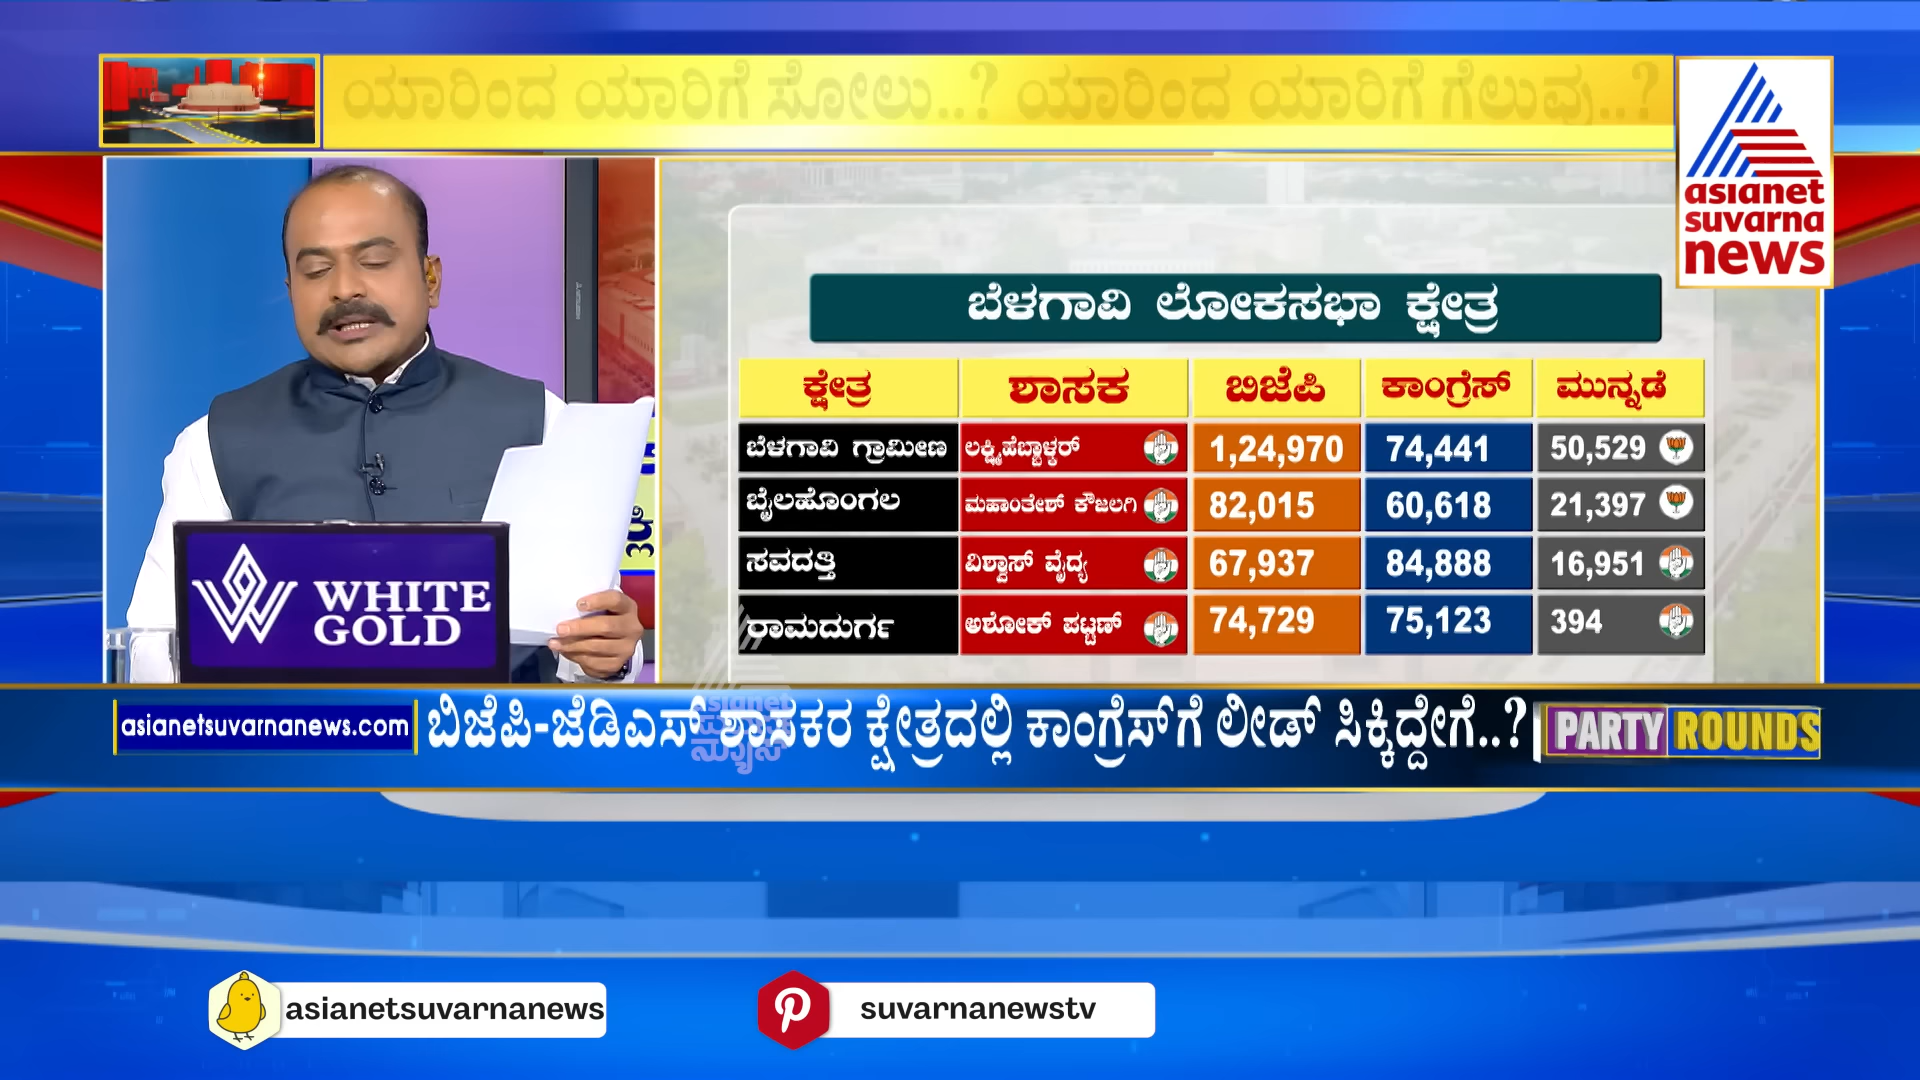 ಯಾರಿಂದ ಯಾರಿಗೆ ಸೋಲು..? ಯಾರಿಂದ ಯಾರಿಗೆ ಗೆಲುವು..?
asianet
suvarna
news
ಬೆಳಗಾವಿ ಲೋಕಸಭಾ ಕ್ಷೇತ್ರ
ಕ್ಷೇತ್ರ ಶಾಸಕ ಬಿಜೆಪಿ ಕಾಂಗ್ರೆಸ್ ಮುನ್ನಡೆ
ಬೆಳಗಾವಿ ಗ್ರಾಮೀಣ ಲಕ್ಷ್ಮಿಹೆಬ್ಬಾಳ್ಕರ್ 1,24,970 74,441 50,529
ಬೈಲಹೊಂಗಲ ಮಹಾಂತೇಶ್ ಕೌಜಲಗಿ 82,015 60,618 21,397
ಸವದತ್ತಿ ವಿಶ್ವಾಸ್ ವೈದ್ಯ 67,937 84,888 16,951
ರಾಮದುರ್ಗ ಅಶೋಕ್ ಪಟ್ಟಣ್ 74,729 75,123 394
WHITE
GOLD
asianetsuvarnanews.com ಬಿಜೆಪಿ-ಜೆಡಿಎಸ್ ಶಾಸಕರ ಕ್ಷೇತ್ರದಲ್ಲಿ ಕಾಂಗ್ರೆಸ್‌ಗೆ ಲೀಡ್ ಸಿಕ್ಕಿದ್ದೇಗೆ..? PARTY ROUNDS
asianetsuvarnanews suvarnanewstv